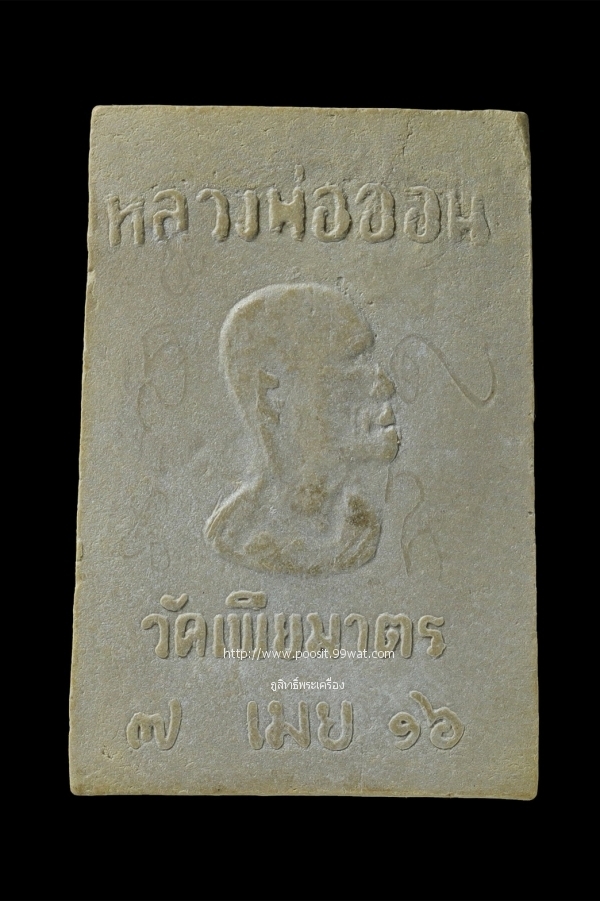 หลวงพ่อขอม
วัดเพียมาตร
http://www.poosit.99wat.com
ภูสิทธิ์พระเครื่อง
๗ เมย ๑๖